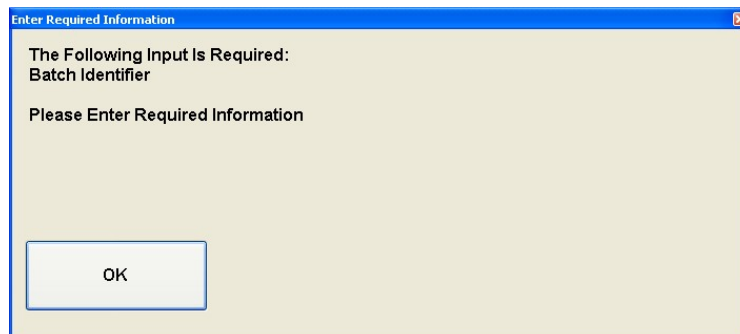 Enter Required Information
The Following Input Is Required:
Batch Identifier
Please Enter Required Information
OK